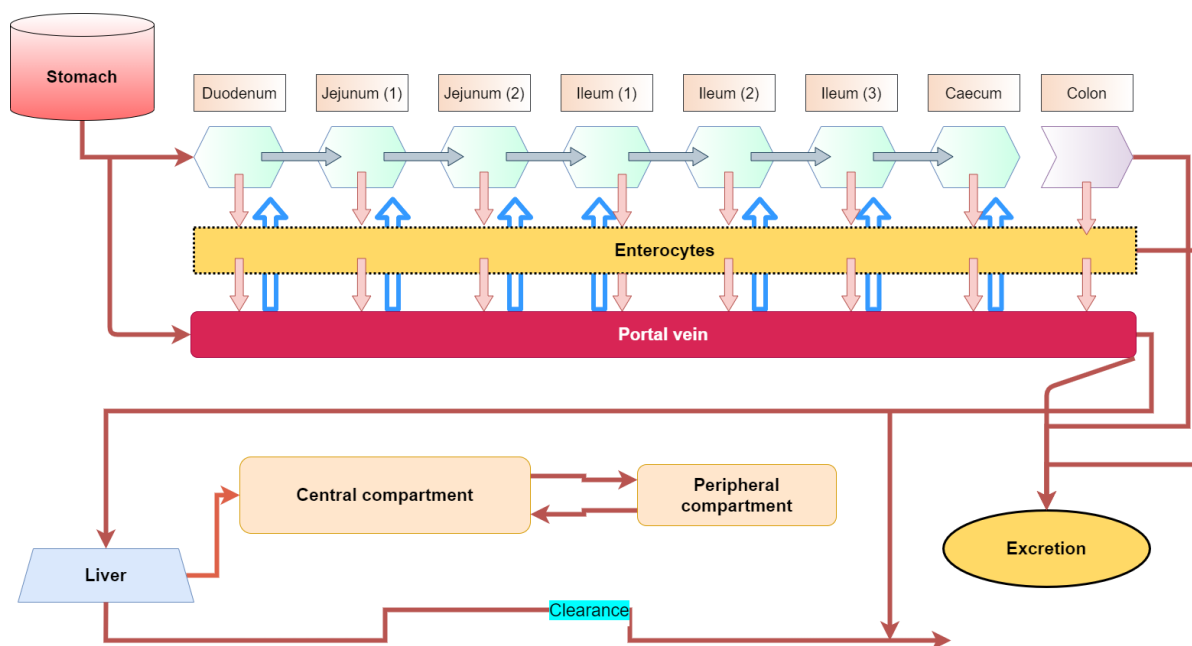 Stomach
Duodenum
Jejunum (1)
Jejunum (2)
Ileum (1)
Ileum (2)
Ileum (3)
Caecum
Colon
Enterocytes
Portal vein
Central compartment
Peripheral
compartment
Excretion
Liver
Clearance